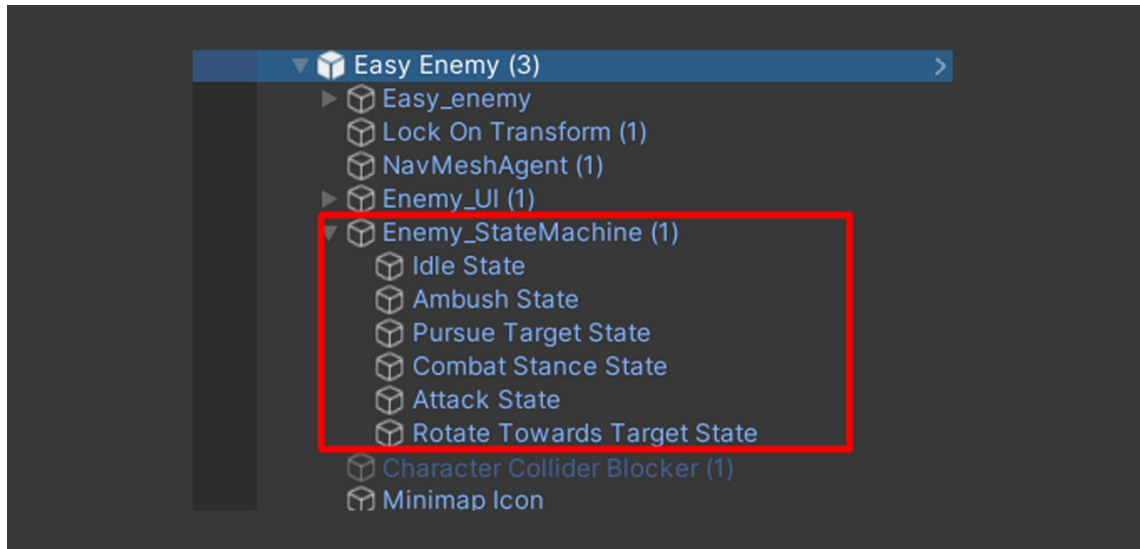 Easy Enemy (3)
Easy_enemy
Lock On Transform (1)
NavMeshAgent (1)
Enemy_UI (1)
Enemy_StateMachine (1)
Idle State
Ambush State
Pursue Target State
Combat Stance State
Attack State
Rotate Towards Target State
Character Collider Blocker (1)
Minimap Icon